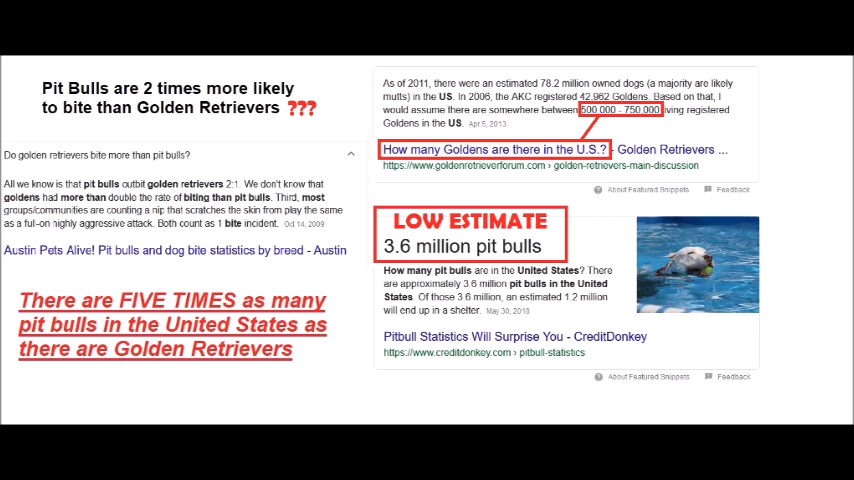 Pit Bulls are 2 times more likely
to bite than Golden Retrievers ???
Do golden retrievers bite more than pit bulls?
All we know is that pit bulls outbit golden retrievers 2:1. We don't know that
goldens had more than double the rate of biting than pit bulls. Third, most
groups/communities are counting a nip that scratches the skin from play the same
as a full-on highly aggressive attack. Both count as 1 bite incident. Oct 14, 2009
Austin Pets Alive! Pit bulls and dog bite statistics by breed - Austin
There are FIVE TIMES as many
pit bulls in the United States as
there are Golden Retrievers
As of 2011, there were an estimated 78.2 million owned dogs (a majority are likely
mutts) in the US. In 2006, the AKC registered 42,962 Goldens. Based on that, I
would assume there are somewhere between 500,000 - 750,000 living registered
Goldens in the US. Apr 5, 2013
How many Goldens are there in the U.S.? - Golden Retrievers ...
https://www.goldenretrieverforum.com › golden-retrievers-main-discussion
About Featured Snippets Feedback
LOW ESTIMATE
3.6 million pit bulls
How many pit bulls are in the United States? There
are approximately 3.6 million pit bulls in the United
States. Of those 3.6 million, an estimated 1.2 million
will end up in a shelter. May 30, 2018
Pitbull Statistics Will Surprise You - CreditDonkey
https://www.creditdonkey.com › pitbull-statistics
About Featured Snippets Feedback